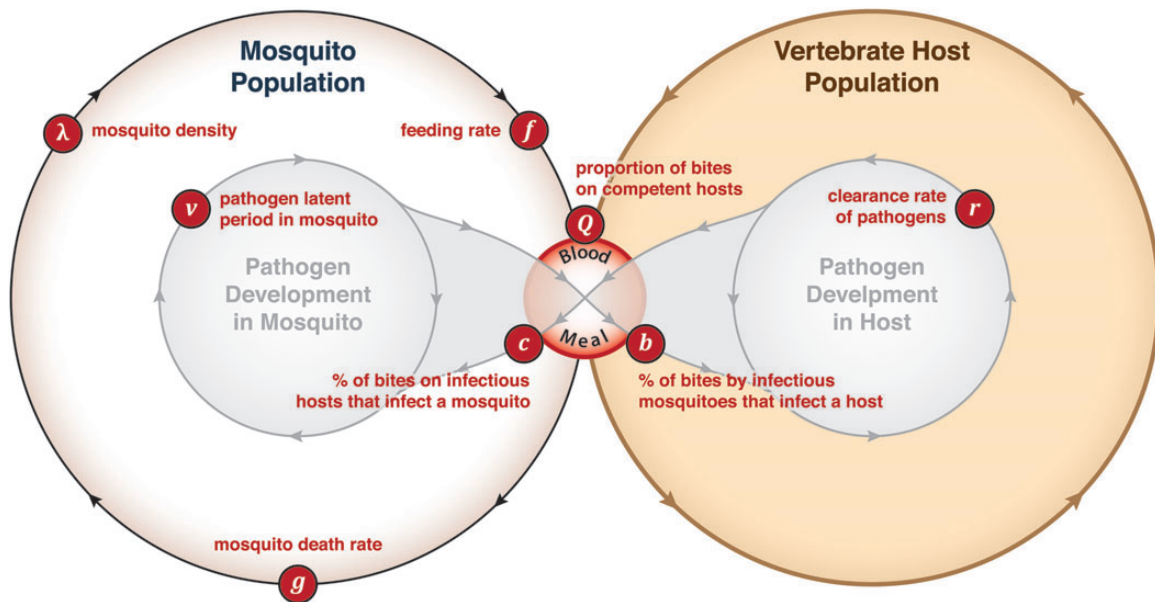 Mosquito
Population
Vertebrate Host
Population
λ
mosquito density
feeding rate
f
proportion of bites
on competent hosts
v
pathogen latent
period in mosquito
Q
clearance rate
of pathogens
r
Blood
Meal
Pathogen
Development
in Mosquito
Pathogen
Develpment
in Host
c
b
% of bites on infectious
hosts that infect a mosquito
% of bites by infectious
mosquitoes that infect a host
mosquito death rate
g